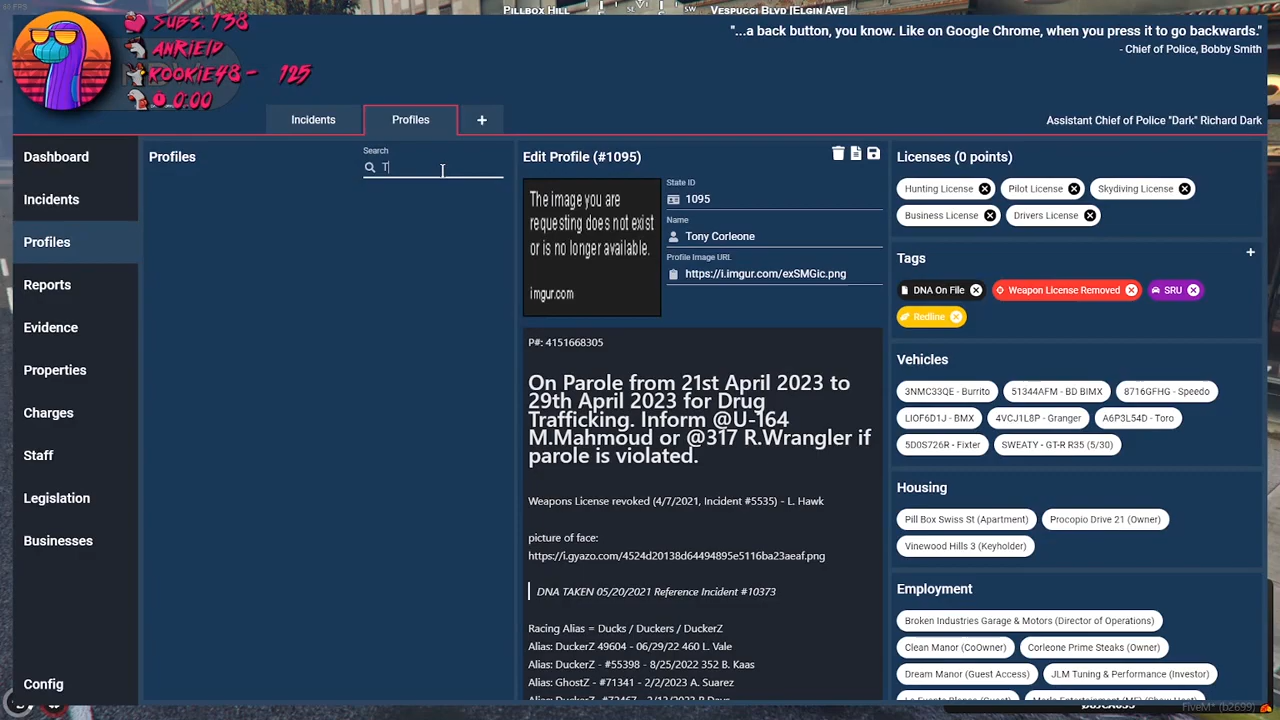 PILLBOX HILL
SW
VESPUCCI BLVD [ELGIN AVE]
SUBS: 138
ANRIEID
ROOKIE48 - 125
0:00
"...a back button, you know. Like on Google Chrome, when you press it to go backwards."
- Chief of Police, Bobby Smith
Incidents
Profiles
+
Assistant Chief of Police "Dark" Richard Dark
Dashboard
Incidents
Profiles
Reports
Evidence
Properties
Charges
Staff
Legislation
Businesses
Config
Profiles
Search
T
Edit Profile (#1095)
The image you are
requesting does not exist
or is no longer available.
imgur.com
State ID
1095
Name
Tony Corleone
Profile Image URL
https://i.imgur.com/exSMGic.png
P#: 4151668305
On Parole from 21st April 2023 to
29th April 2023 for Drug
Trafficking. Inform @U-164
M.Mahmoud or @317 R.Wrangler if
parole is violated.
Weapons License revoked (4/7/2021, Incident #5535) - L. Hawk
picture of face:
https://i.gyazo.com/4524d20138d64494895e5116ba23aeaf.png
DNA TAKEN 05/20/2021 Reference Incident #10373
Racing Alias = Ducks / Duckers / DuckerZ
Alias: DuckerZ 49604 - 06/29/22 460 L. Vale
Alias: DuckerZ - #55398 - 8/25/2022 352 B. Kaas
Alias: GhostZ - #71341 - 2/2/2023 A. Suarez
Licenses (0 points)
Hunting License
Pilot License
Skydiving License
Business License
Drivers License
Tags
+
DNA On File
Weapon License Removed
SRU
Redline
Vehicles
3NMC33QE - Burrito
51344AFM - BD BIMX
8716GFHG - Speedo
LIOF6D1J - BMX
4VCJ1L8P - Granger
A6P3L54D - Toro
5D0S726R - Fixter
SWEATY - GT-R R35 (5/30)
Housing
Pill Box Swiss St (Apartment)
Procopio Drive 21 (Owner)
Vinewood Hills 3 (Keyholder)
Employment
Broken Industries Garage & Motors (Director of Operations)
Clean Manor (CoOwner)
Corleone Prime Steaks (Owner)
Dream Manor (Guest Access)
JLM Tuning & Performance (Investor)
FiveM* (b2699)